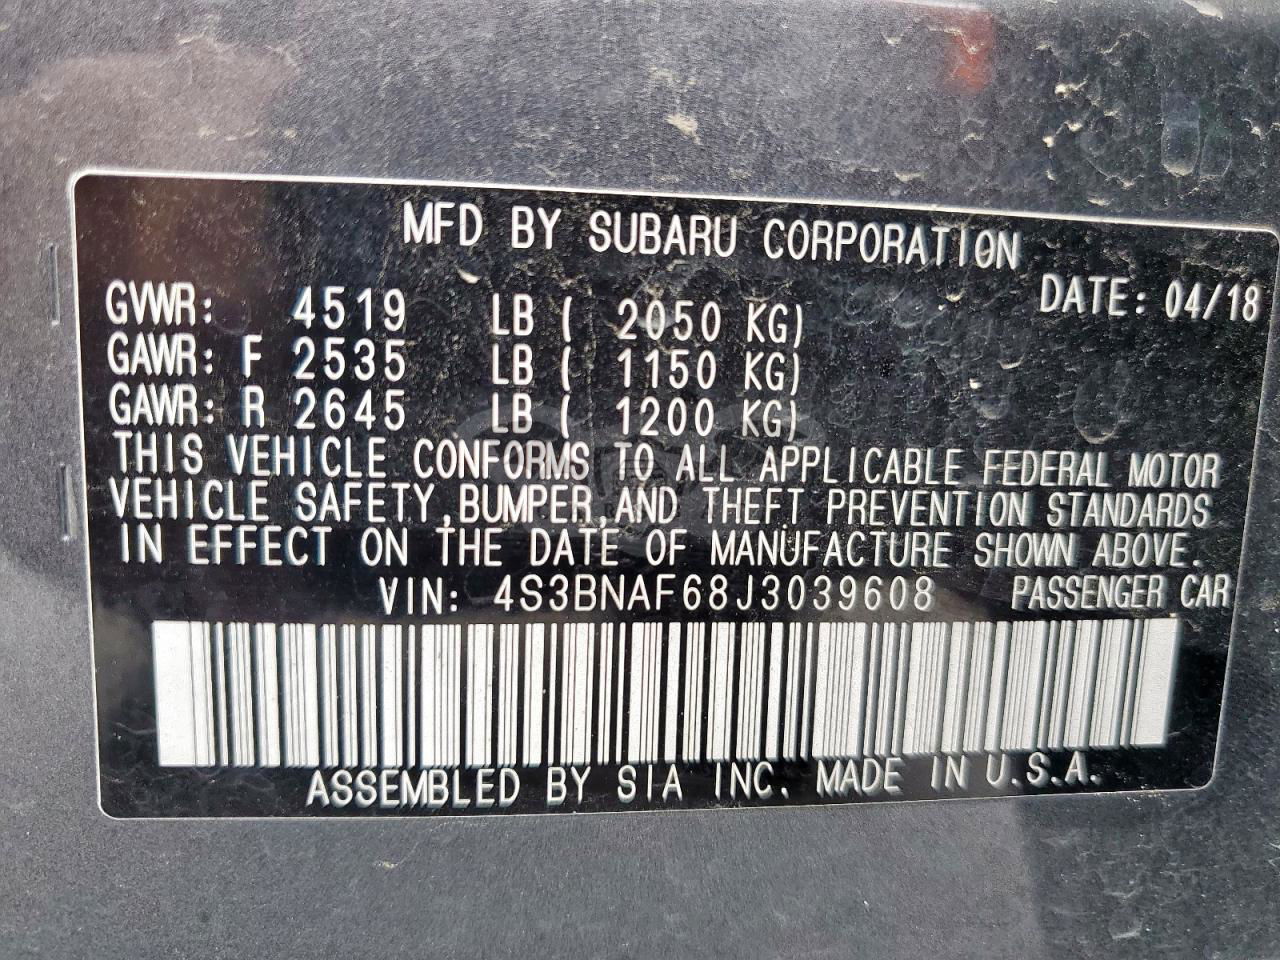 MFD BY SUBARU CORPORATION
DATE: 04/18
GVWR: 4519 LB ( 2050 KG)
GAWR: F 2535 LB ( 1150 KG)
GAWR: R 2645 LB ( 1200 KG)
THIS VEHICLE CONFORMS TO ALL APPLICABLE FEDERAL MOTOR
VEHICLE SAFETY,BUMPER,AND THEFT PREVENTION STANDARDS
IN EFFECT ON THE DATE OF MANUFACTURE SHOWN ABOVE.
VIN: 4S3BNAF68J3039608 PASSENGER CAR
ASSEMBLED BY SIA INC. MADE IN U.S.A.